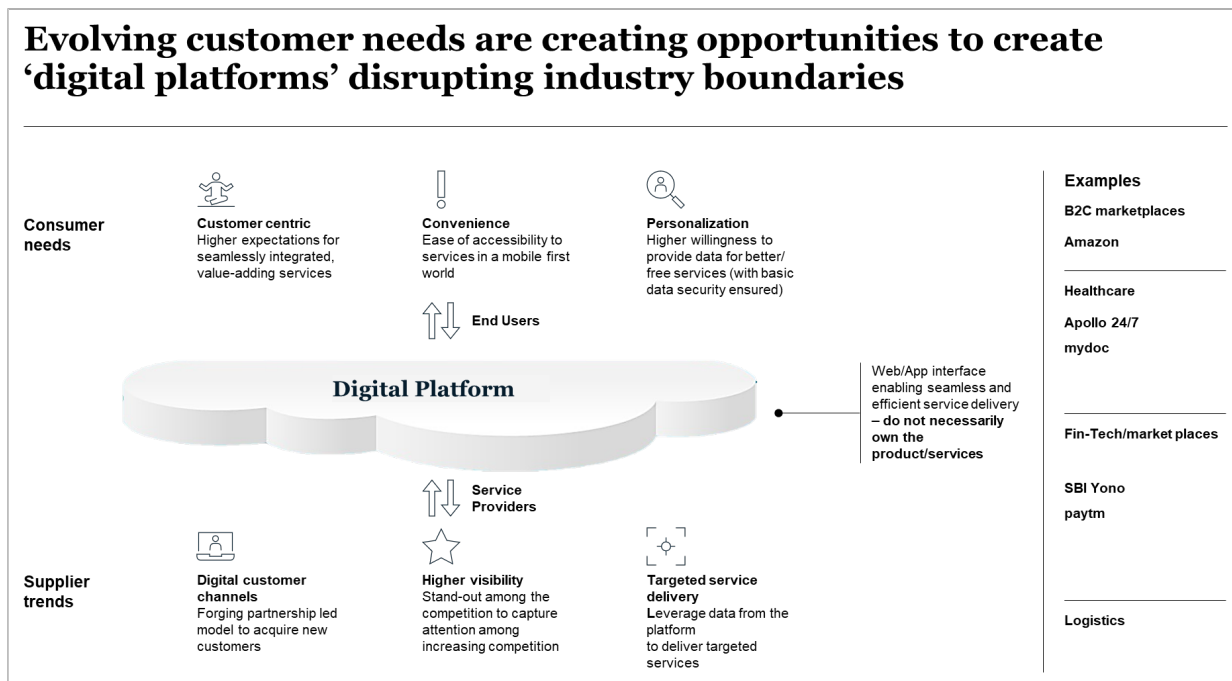 Evolving customer needs are creating opportunities to create
‘digital platforms’ disrupting industry boundaries
Consumer
needs
Customer centric
Higher expectations for
seamlessly integrated,
value-adding services
Convenience
Ease of accessibility to
services in a mobile first
world
Personalization
Higher willingness to
provide data for better/
free services (with basic
data security ensured)
End Users
Digital Platform
Web/App interface
enabling seamless and
efficient service delivery
– do not necessarily
own the
product/services
Service
Providers
Supplier
trends
Digital customer
channels
Forging partnership led
model to acquire new
customers
Higher visibility
Stand-out among the
competition to capture
attention among
increasing competition
Targeted service
delivery
Leverage data from the
platform
to deliver targeted
services
Examples
B2C marketplaces
Amazon
Healthcare
Apollo 24/7
mydoc
Fin-Tech/market places
SBI Yono
paytm
Logistics